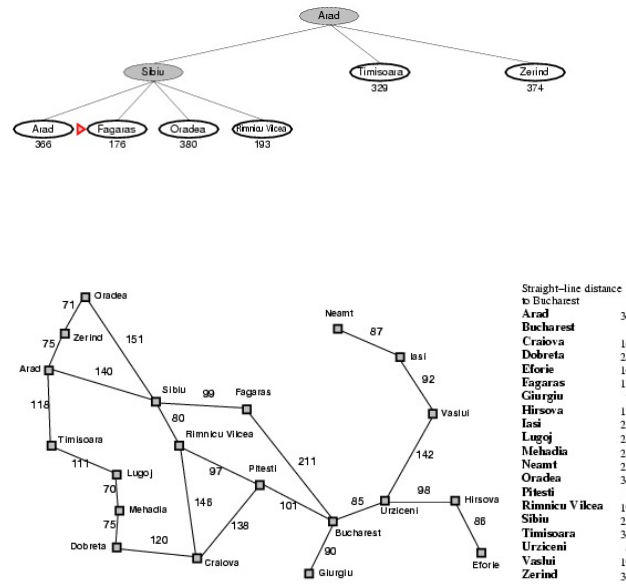 Arad
Sibiu
Timisoara
Zerind
329
374
Arad
Fagaras
Oradea
Rimnicu Vilcea
366
176
380
193
Oradea
71
Neamt
87
Zerind
151
75
Iasi
Arad
140
92
Sibiu
99
Fagaras
118
80
Vaslui
Rimnicu Vilcea
Timisoara
142
111
211
Lugoj
97
Pitesti
70
98
Hirsova
146
101
85
Urziceni
Mehadia
138
86
75
Bucharest
120
Dobreta
90
Craiova
Eforie
Giurgiu
Straight–line distance
to Bucharest
Arad 3
Bucharest
Craiova
Dobreta
Eforie
Fagaras
Giurgiu
Hirsova
Iasi
Lugoj
Mehadia
Neamt
Oradea
Pitesti
Rimnicu Vilcea
Sibiu
Timisoara
Urziceni
Vaslui
Zerind